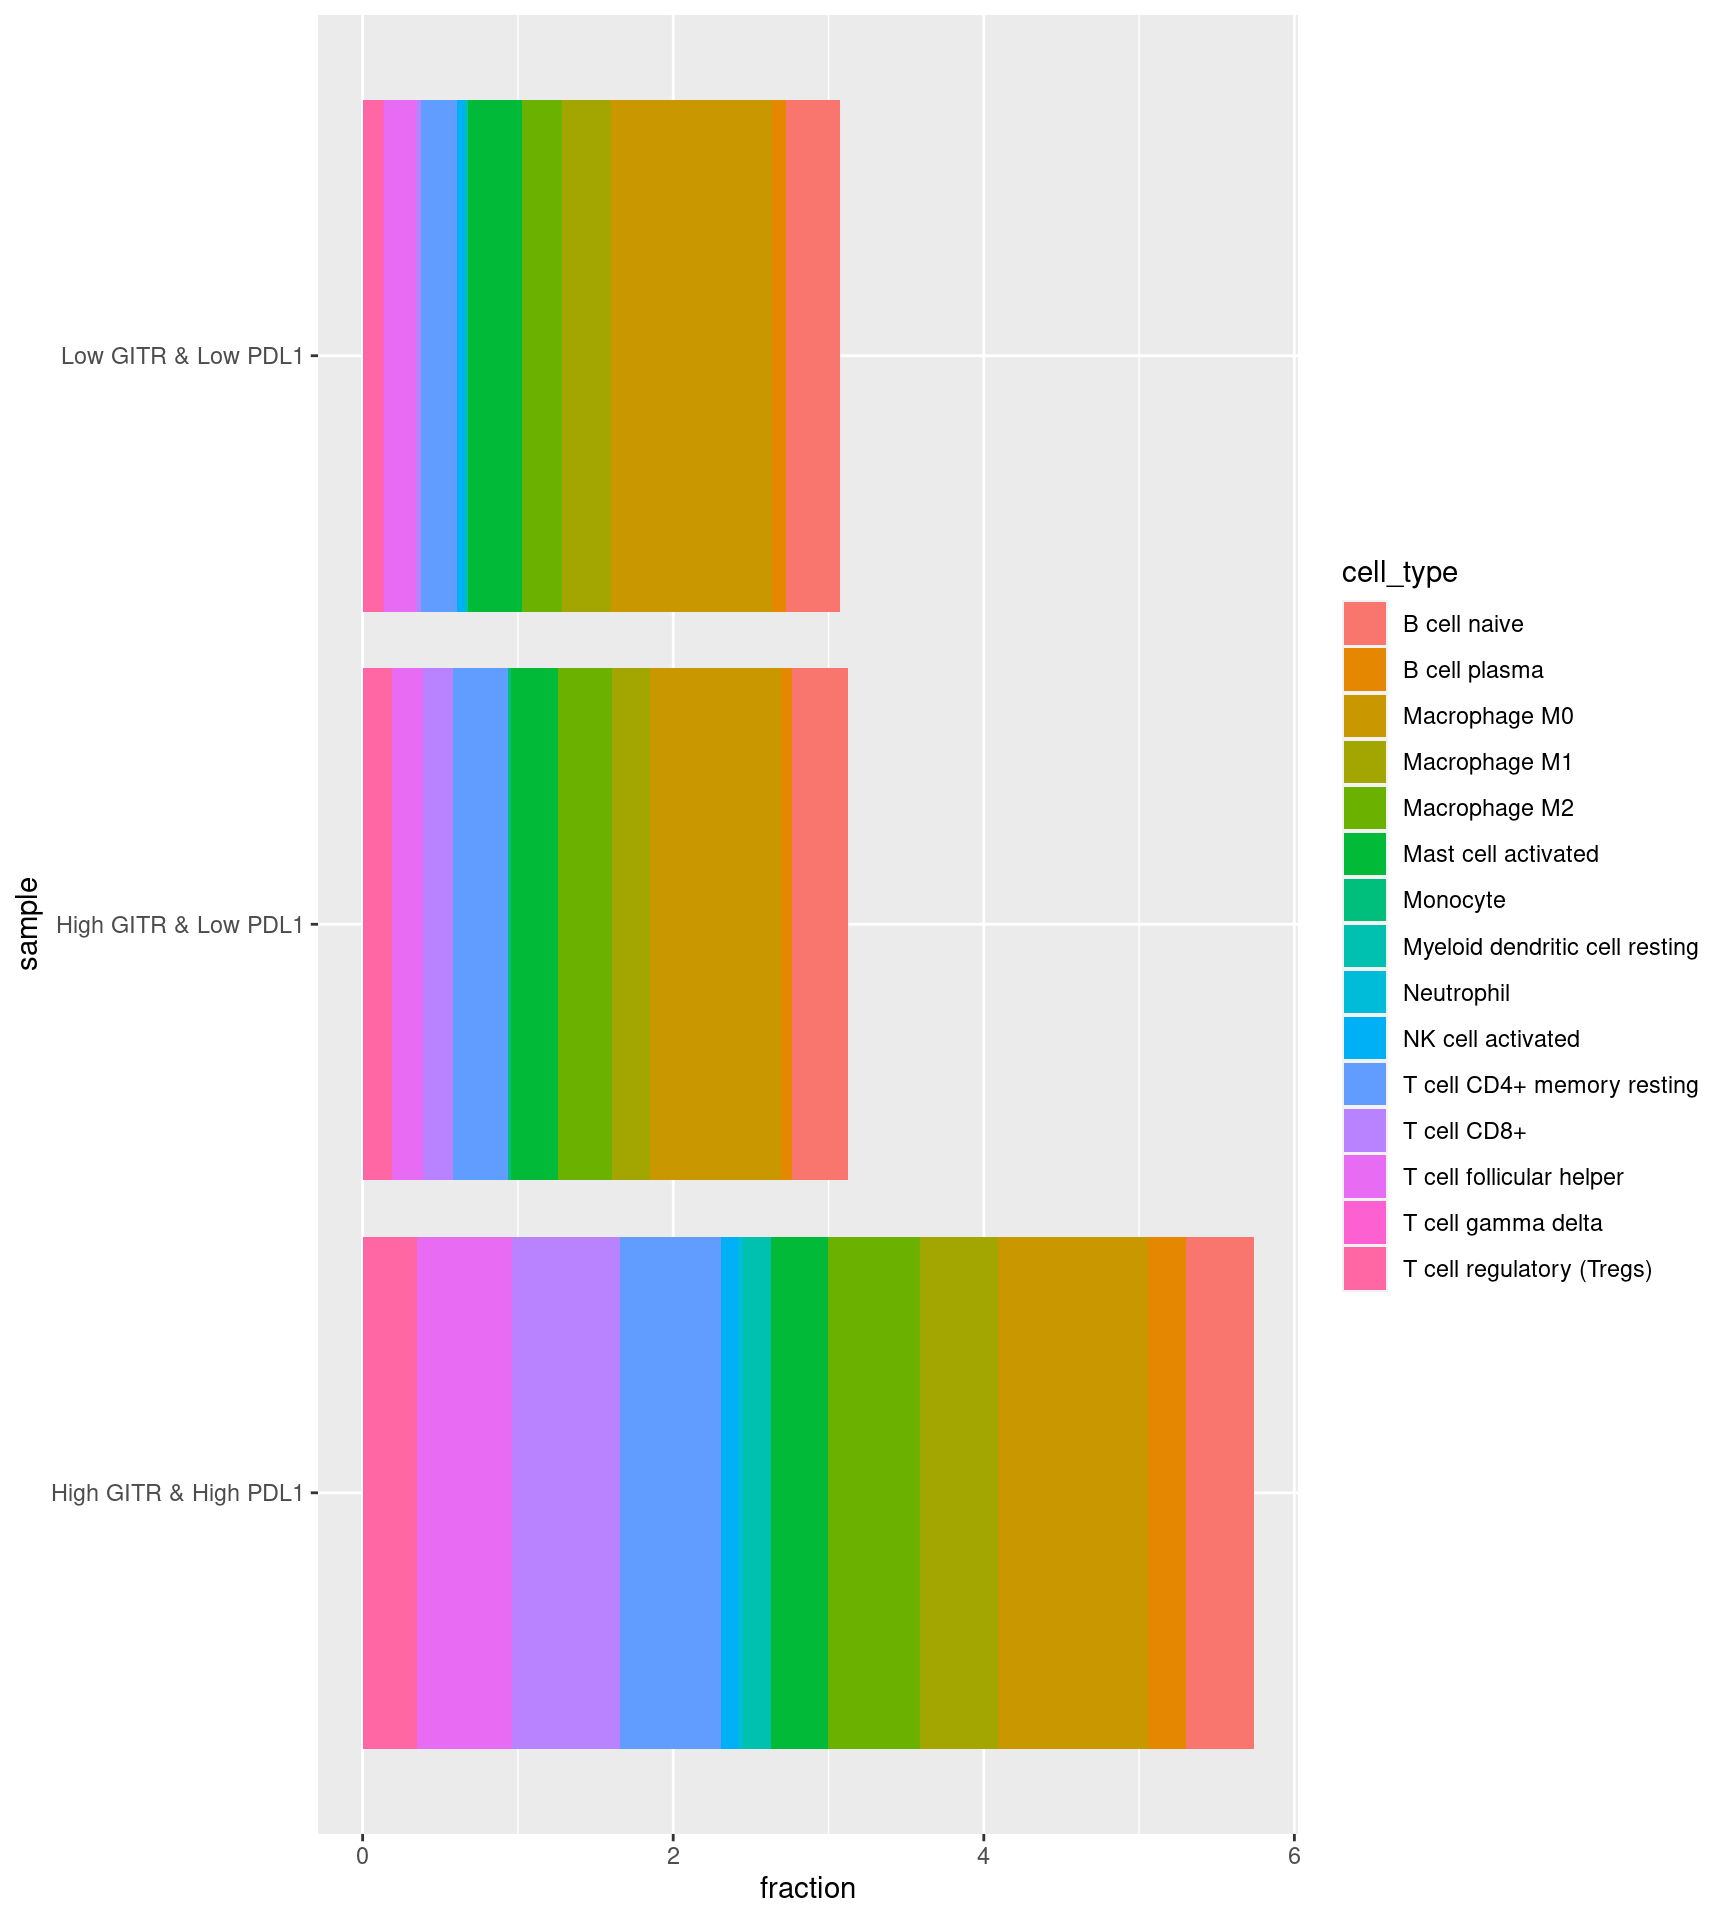 Low GITR & Low PDL1
High GITR & Low PDL1
High GITR & High PDL1
sample
0
2
4
6
fraction
cell_type
B cell naive
B cell plasma
Macrophage M0
Macrophage M1
Macrophage M2
Mast cell activated
Monocyte
Myeloid dendritic cell resting
Neutrophil
NK cell activated
T cell CD4+ memory resting
T cell CD8+
T cell follicular helper
T cell gamma delta
T cell regulatory (Tregs)